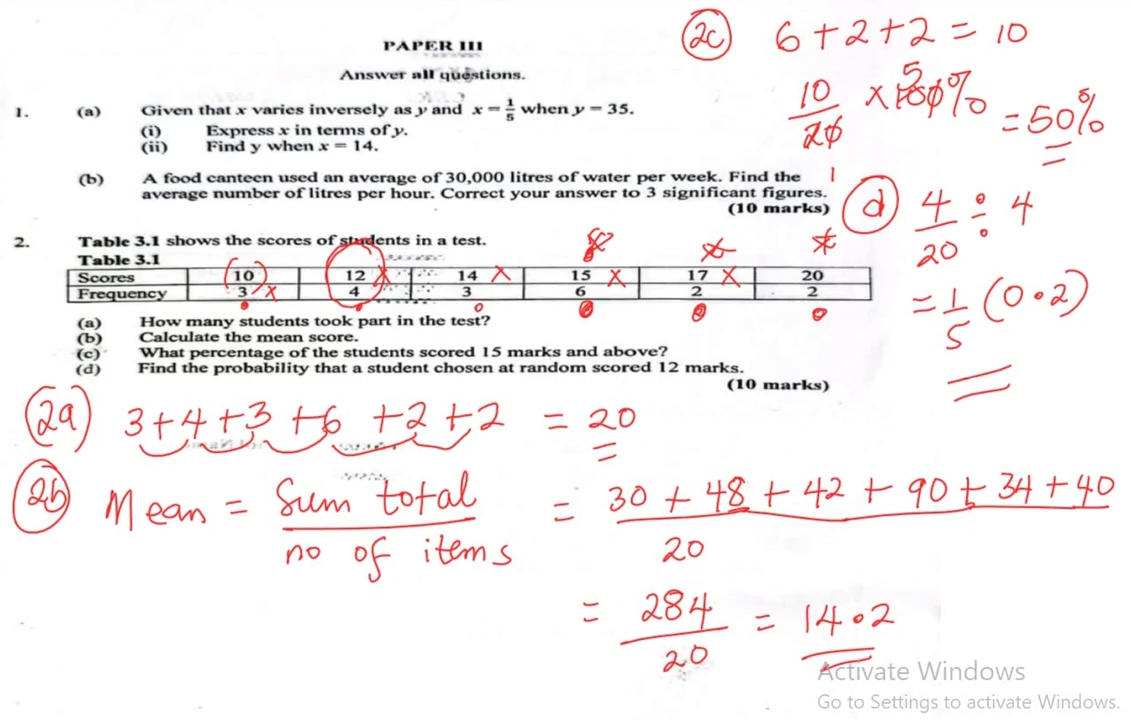 PAPER III
Answer all questions.
1. (a) Given that x varies inversely as y and x = 1/5 when y = 35.
(i) Express x in terms of y.
(ii) Find y when x = 14.
(b) A food canteen used an average of 30,000 litres of water per week. Find the
average number of litres per hour. Correct your answer to 3 significant figures.
(10 marks)
2. Table 3.1 shows the scores of students in a test.
Table 3.1
Scores 10 12 14 15 17 20
Frequency 3 4 3 6 2 2
(a) How many students took part in the test?
(b) Calculate the mean score.
(c) What percentage of the students scored 15 marks and above?
(d) Find the probability that a student chosen at random scored 12 marks.
(10 marks)
2a) 3+4+3+6+2+2 = 20
2b) Mean = Sum total / no of items = 30 + 48 + 42 + 90 + 34 + 40 / 20
= 284 / 20 = 14.2
2c) 6+2+2 = 10
10/20 × 100% = 50%
5
1
d) 4/20 ÷ 4
= 1/5 (0.2)
Activate Windows
Go to Settings to activate Windows.